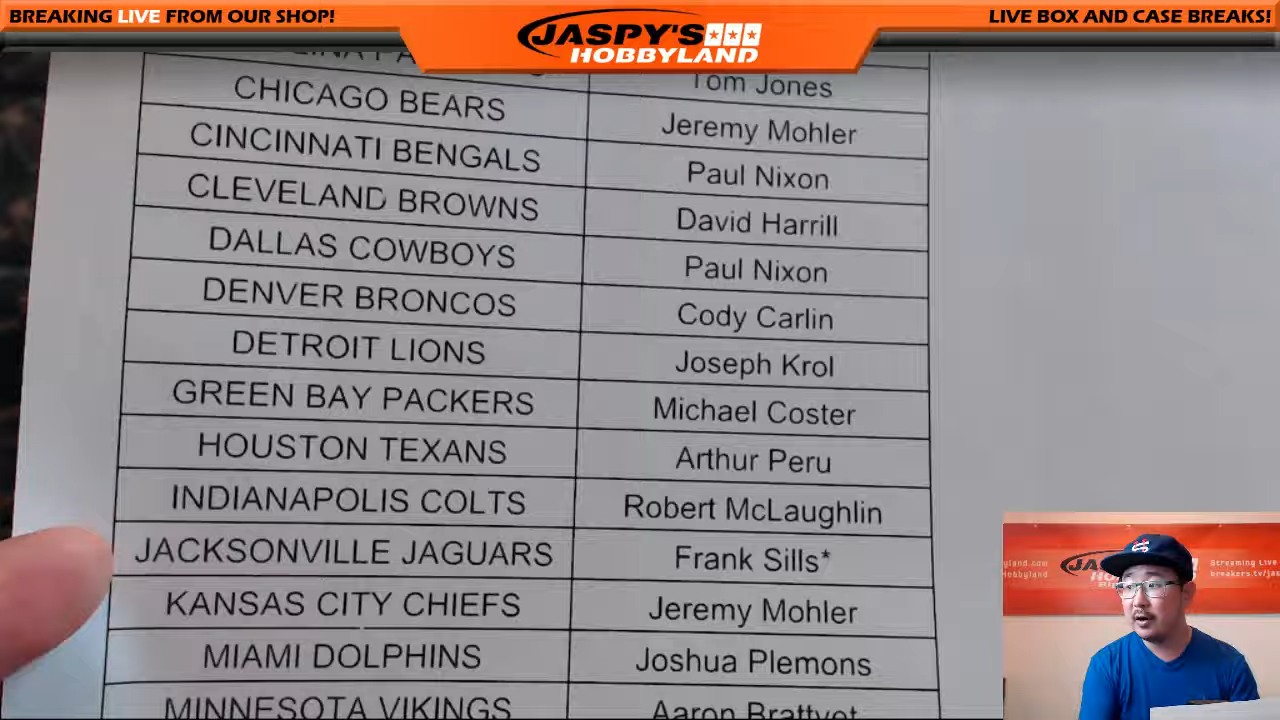 BREAKING LIVE FROM OUR SHOP!
JASPY'S
HOBBYLAND
LIVE BOX AND CASE BREAKS!
Tom Jones
CHICAGO BEARS Jeremy Mohler
CINCINNATI BENGALS Paul Nixon
CLEVELAND BROWNS David Harrill
DALLAS COWBOYS Paul Nixon
DENVER BRONCOS Cody Carlin
DETROIT LIONS Joseph Krol
GREEN BAY PACKERS Michael Coster
HOUSTON TEXANS Arthur Peru
INDIANAPOLIS COLTS Robert McLaughlin
JACKSONVILLE JAGUARS Frank Sills*
KANSAS CITY CHIEFS Jeremy Mohler
MIAMI DOLPHINS Joshua Plemons
MINNESOTA VIKINGS Aaron
Streaming Live